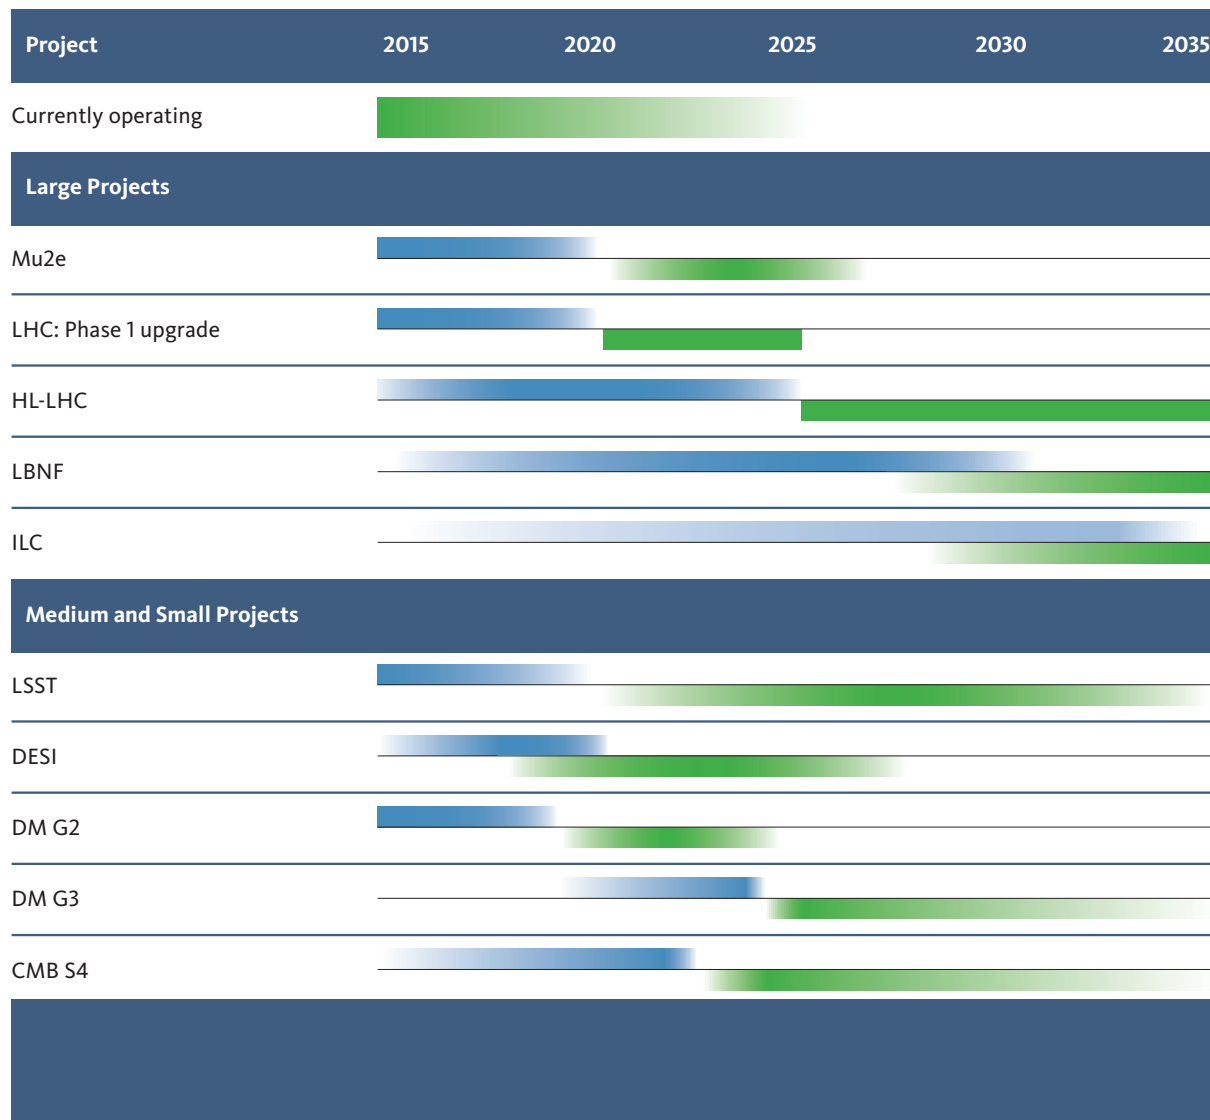 Project 2015 2020 2025 2030 2035
Currently operating
Large Projects
Mu2e
LHC: Phase 1 upgrade
HL-LHC
LBNF
ILC
Medium and Small Projects
LSST
DESI
DM G2
DM G3
CMB S4